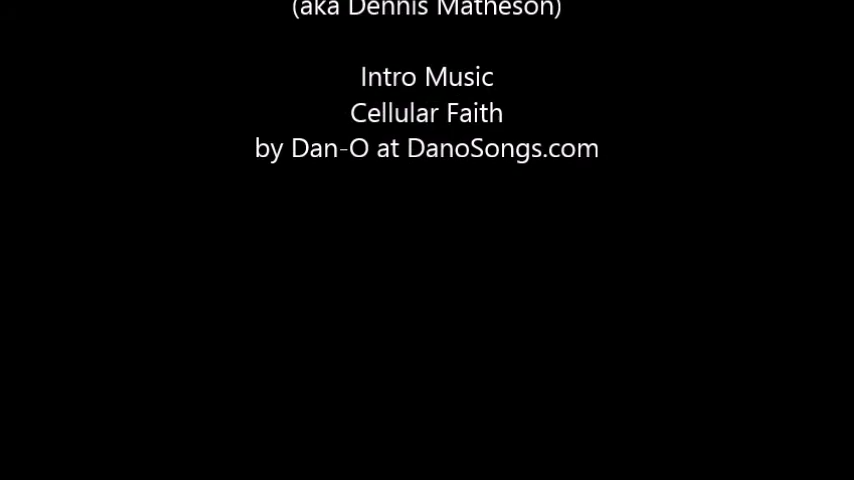 (aka Dennis Matheson)
Intro Music
Cellular Faith
by Dan-O at DanoSongs.com